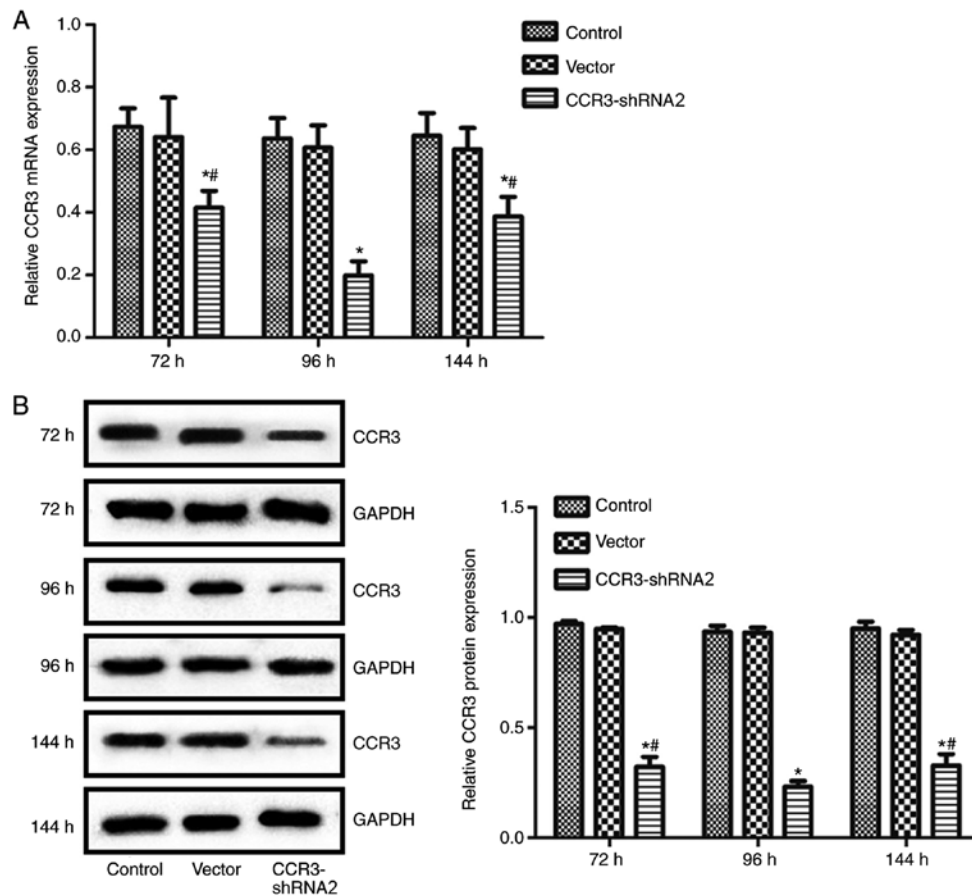 A
Relative CCR3 mRNA expression
1.0
0.8
0.6
0.4
0.2
0.0
*#
*
*#
72 h
96 h
144 h
Control
Vector
CCR3-shRNA2
B
72 h
CCR3
72 h
GAPDH
96 h
CCR3
96 h
GAPDH
144 h
CCR3
144 h
GAPDH
Control
Vector
CCR3-
shRNA2
Relative CCR3 protein expression
1.5
1.0
0.5
0.0
Control
Vector
CCR3-shRNA2
*#
*
*#
72 h
96 h
144 h